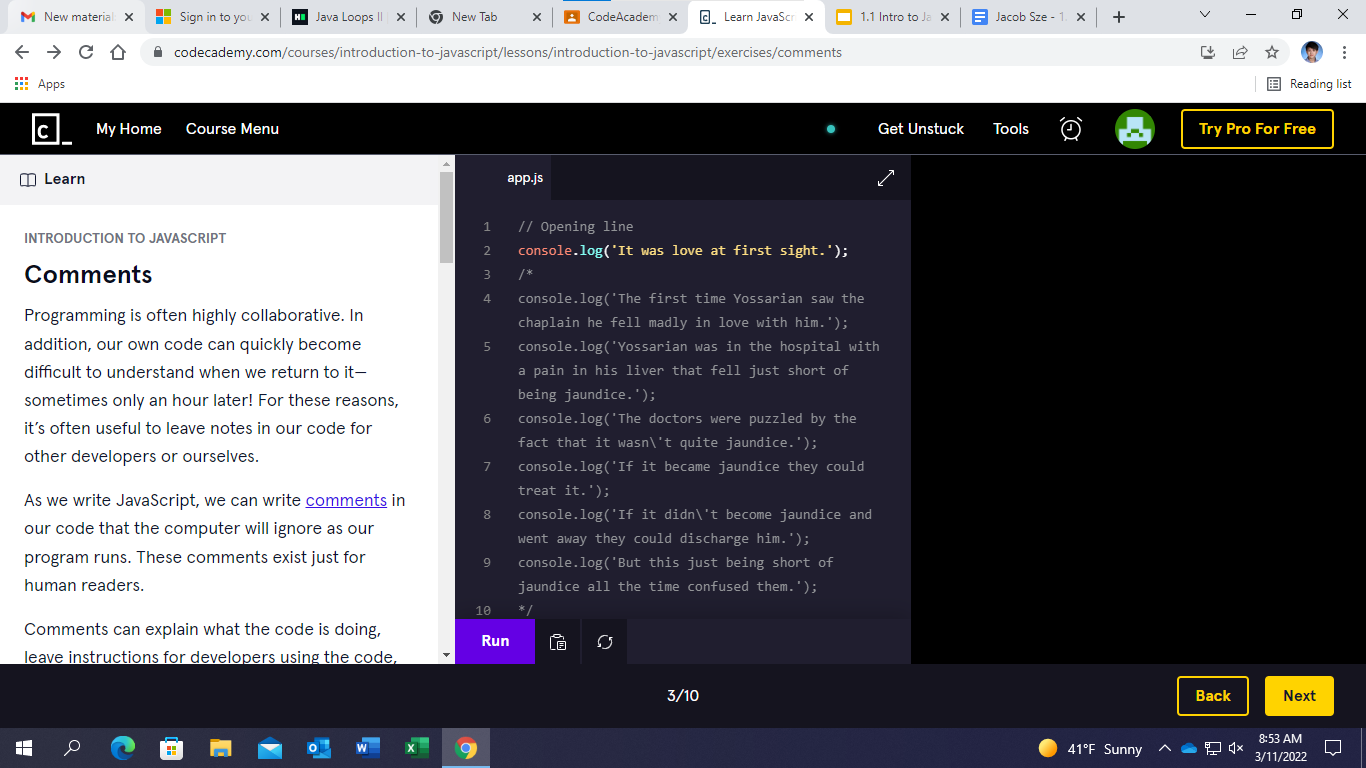 New material
Sign in to you
Java Loops II
New Tab
CodeAcadem
Learn JavaScr
1.1 Intro to Ja
Jacob Sze - 1.
codecademy.com/courses/introduction-to-javascript/lessons/introduction-to-javascript/exercises/comments
Apps
Reading list
My Home
Course Menu
Get Unstuck
Tools
Try Pro For Free
Learn
INTRODUCTION TO JAVASCRIPT
Comments
Programming is often highly collaborative. In
addition, our own code can quickly become
difficult to understand when we return to it—
sometimes only an hour later! For these reasons,
it’s often useful to leave notes in our code for
other developers or ourselves.
As we write JavaScript, we can write comments in
our code that the computer will ignore as our
program runs. These comments exist just for
human readers.
Comments can explain what the code is doing,
leave instructions for developers using the code,
app.js
1 // Opening line
2 console.log('It was love at first sight.');
3 /*
4 console.log('The first time Yossarian saw the
chaplain he fell madly in love with him.');
5 console.log('Yossarian was in the hospital with
a pain in his liver that fell just short of
being jaundice.');
6 console.log('The doctors were puzzled by the
fact that it wasn\'t quite jaundice.');
7 console.log('If it became jaundice they could
treat it.');
8 console.log('If it didn\'t become jaundice and
went away they could discharge him.');
9 console.log('But this just being short of
jaundice all the time confused them.');
10 */
Run
3/10
Back
Next
41°F Sunny
8:53 AM
3/11/2022